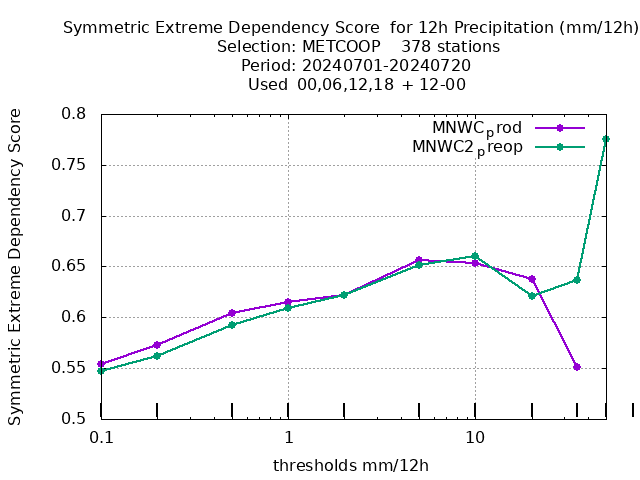 Symmetric Extreme Dependency Score  for 12h Precipitation (mm/12h)
Selection: METCOOP    378 stations
Period: 20240701-20240720
Used  00,06,12,18 + 12-00
MNWCprod
MNWC2preop
Symmetric Extreme Dependency Score
0.8
0.75
0.7
0.65
0.6
0.55
0.5
0.1
1
10
thresholds mm/12h